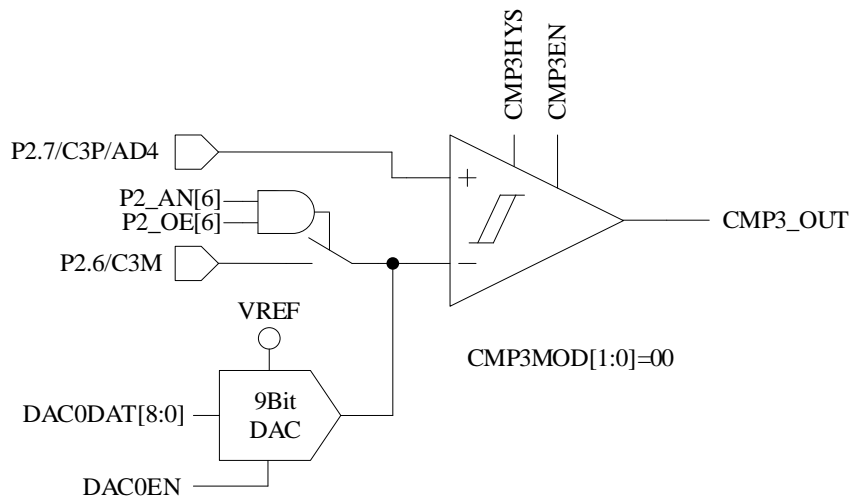 CMP3HYS
CMP3EN
P2.7/C3P/AD4
+
P2_AN[6]
P2_OE[6]
CMP3_OUT
P2.6/C3M
−
VREF
CMP3MOD[1:0]=00
9Bit
DAC0DAT[8:0]
DAC
DAC0EN